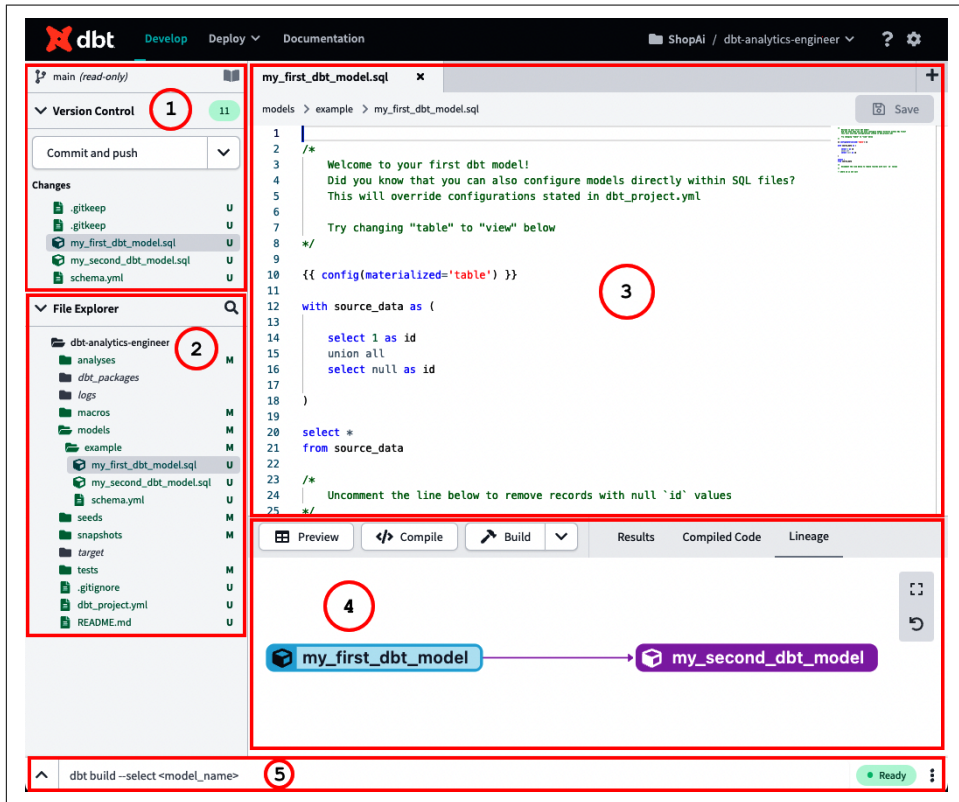 dbt Develop Deploy Documentation ShopAi / dbt-analytics-engineer ?
main (read-only)
Version Control 1 11
Commit and push
Changes
.gitkeep U
.gitkeep U
my_first_dbt_model.sql U
my_second_dbt_model.sql U
schema.yml U
File Explorer
2
dbt-analytics-engineer
analyses M
dbt_packages
logs
macros M
models M
example M
my_first_dbt_model.sql U
my_second_dbt_model.sql U
schema.yml U
seeds M
snapshots M
target
tests M
.gitignore U
dbt_project.yml U
README.md U
my_first_dbt_model.sql × +
models > example > my_first_dbt_model.sql Save
1
2 /*
3 Welcome to your first dbt model!
4 Did you know that you can also configure models directly within SQL files?
5 This will override configurations stated in dbt_project.yml
6
7 Try changing "table" to "view" below
8 */
9
10 {{ config(materialized='table') }}
11
12 with source_data as (
13
14 select 1 as id
15 union all
16 select null as id
17
18 )
19
20 select *
21 from source_data
22
23 /*
24 Uncomment the line below to remove records with null `id` values
25 */
3
Preview </> Compile Build Results Compiled Code Lineage
4
my_first_dbt_model my_second_dbt_model
dbt build --select <model_name> 5 Ready